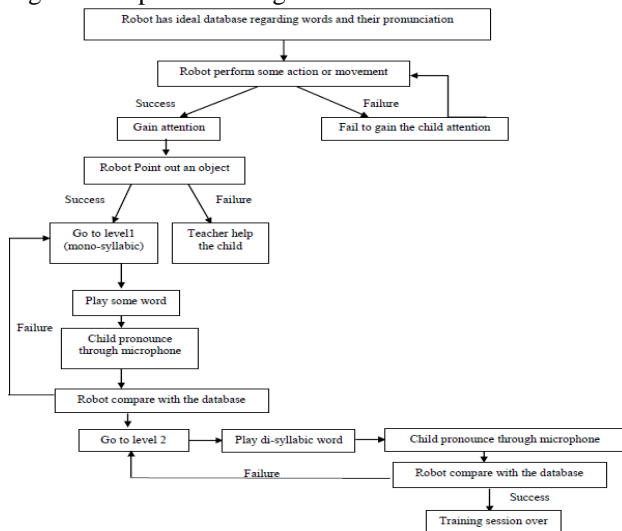 Robot has ideal database regarding words and their pronunciation
Robot perform some action or movement
Success
Failure
Gain attention
Fail to gain the child attention
Robot Point out an object
Success
Failure
Go to level1
(mono-syllabic)
Teacher help
the child
Play some word
Failure
Child pronounce
through microphone
Robot compare with the database
Go to level 2
Play di-syllabic word
Child pronounce through microphone
Failure
Robot compare with the database
Success
Training session over